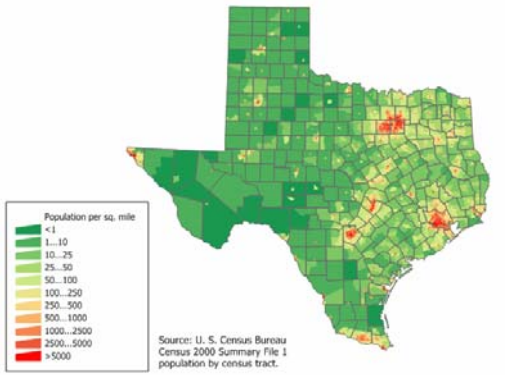 Population per sq. mile
<1
1...10
10...25
25...50
50...100
100...250
250...500
500...1000
1000...2500
2500...5000
>5000
Source: U. S. Census Bureau
Census 2000 Summary File 1
population by census tract.